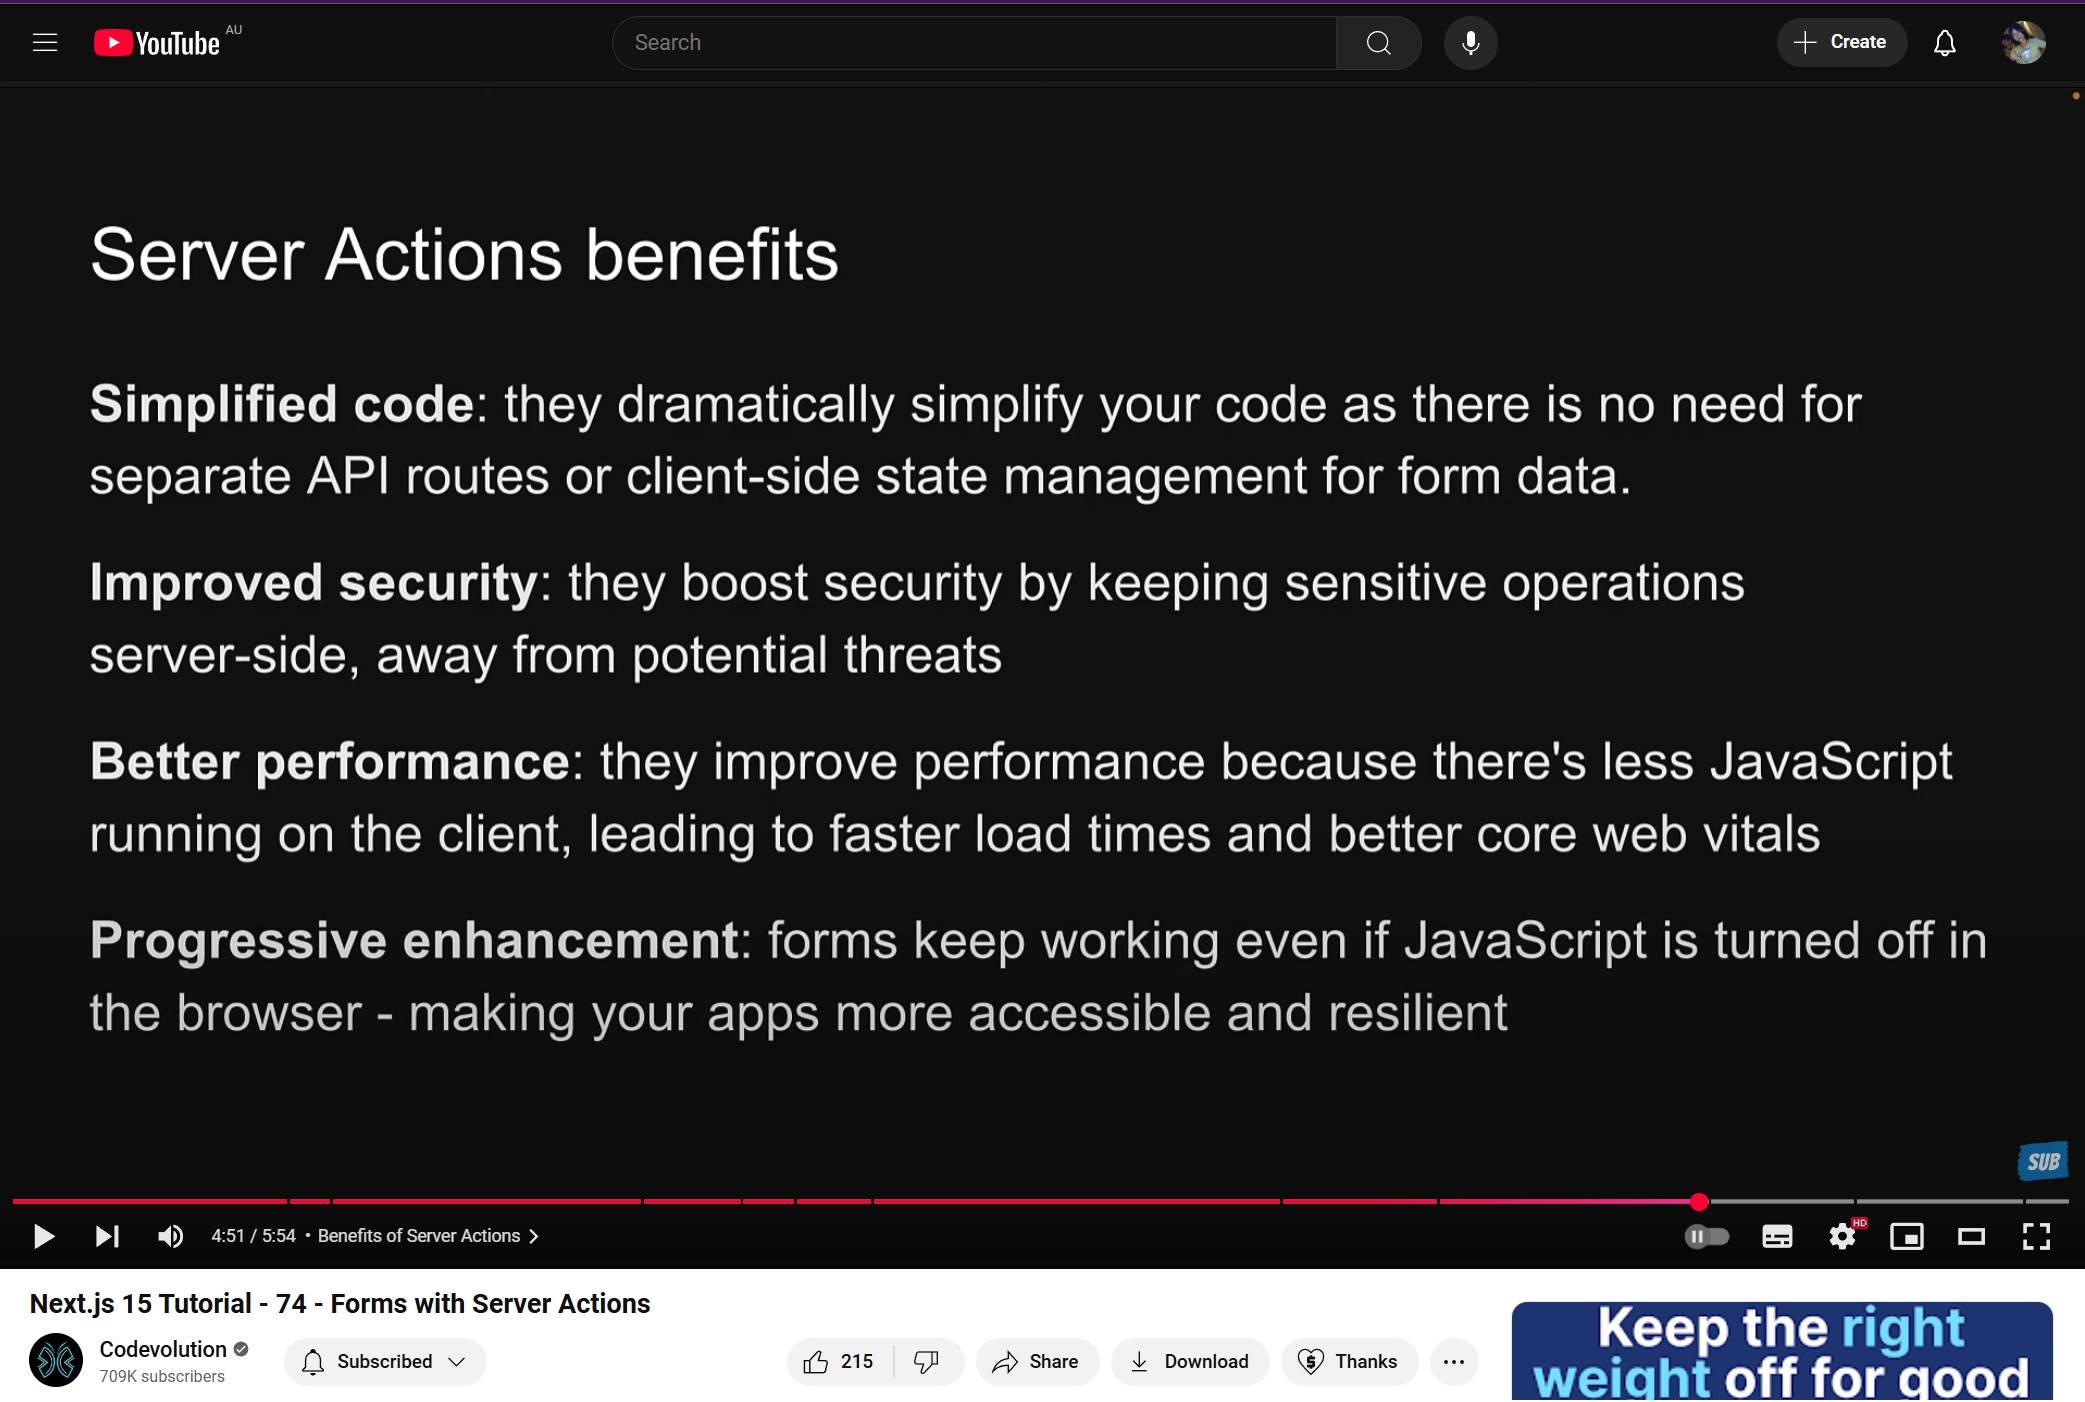 YouTube AU
Search
Create
Server Actions benefits
Simplified code: they dramatically simplify your code as there is no need for
separate API routes or client-side state management for form data.
Improved security: they boost security by keeping sensitive operations
server-side, away from potential threats
Better performance: they improve performance because there's less JavaScript
running on the client, leading to faster load times and better core web vitals
Progressive enhancement: forms keep working even if JavaScript is turned off in
the browser - making your apps more accessible and resilient
SUB
4:51 / 5:54 • Benefits of Server Actions
HD
Next.js 15 Tutorial - 74 - Forms with Server Actions
Codevolution
709K subscribers
Subscribed
215
Share
Download
Thanks
Keep the right
weight off for good